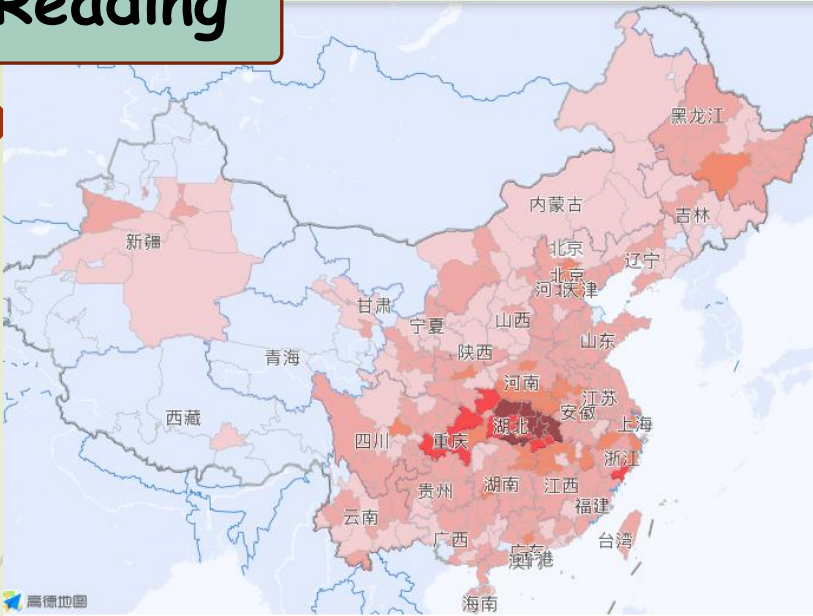 Reading
黑龙江
内蒙古
吉林
新疆
北京
辽宁
北京
河北
天津
甘肃
宁夏
山西
山东
陕西
青海
河南
江苏
西藏
安徽
湖北
上海
四川
重庆
浙江
贵州
湖南
江西
福建
云南
广西
台湾
海南
高德地图